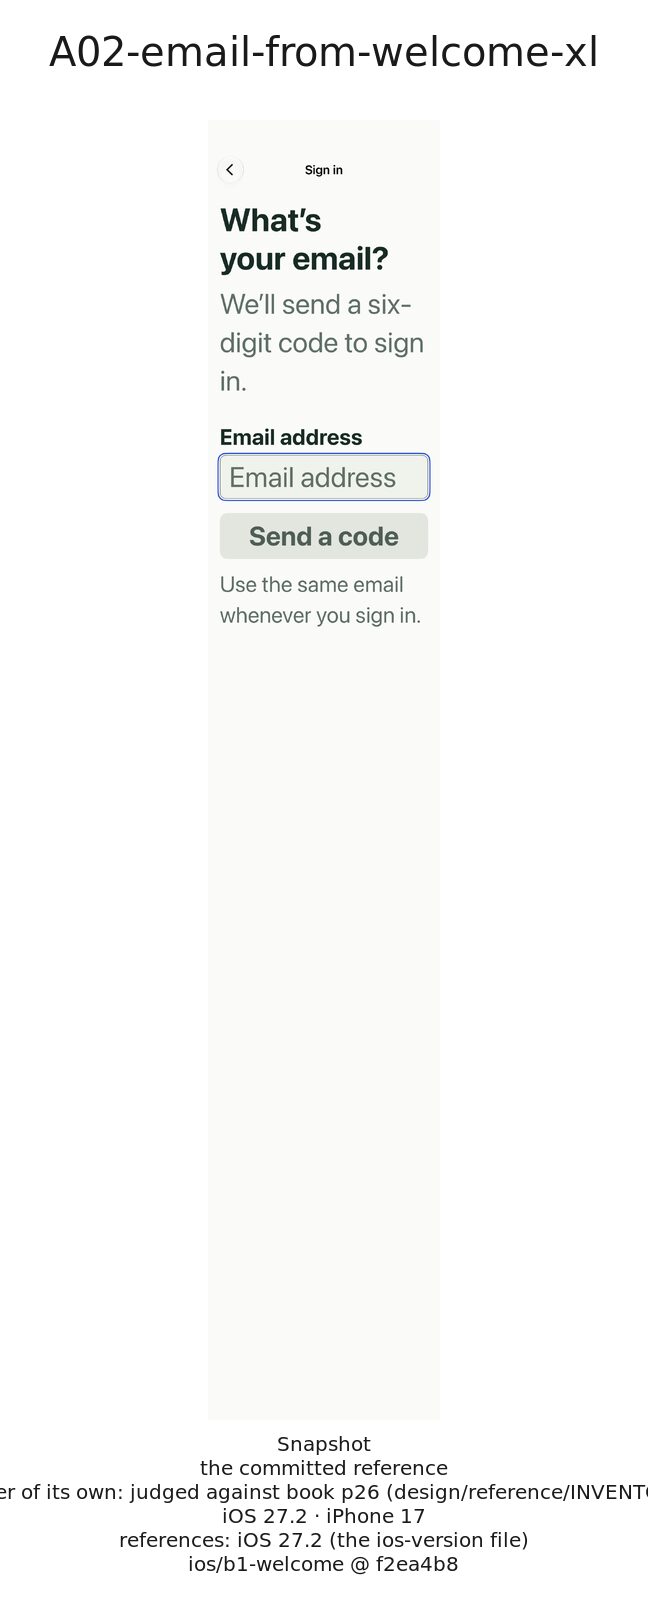 A02-email-from-welcome-xl
Sign in
What’s
your email?
We’ll send a six-
digit code to sign
in.
Email address
Email address
Send a code
Use the same email
whenever you sign in.
Snapshot
the committed reference
of its own: judged against book p26 (design/reference/
iOS 27.2 · iPhone 17
references: iOS 27.2 (the ios-version file)
ios/b1-welcome @ f2ea4b8